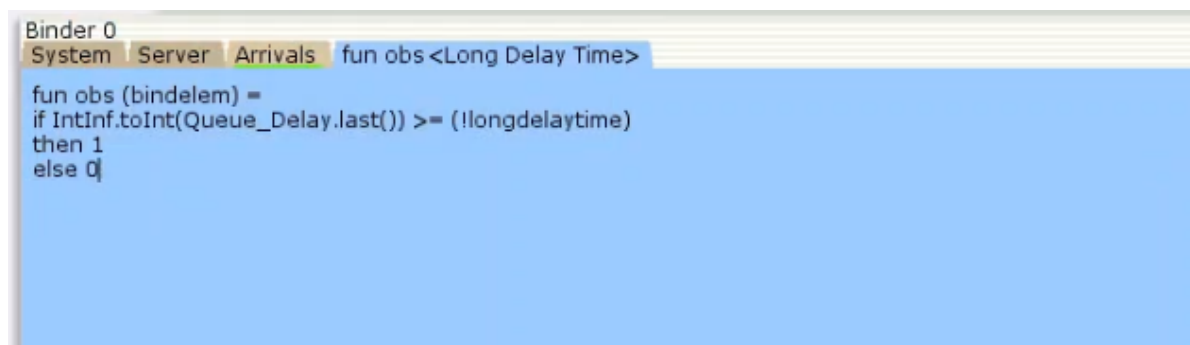 Binder 0
System Server Arrivals fun obs <Long Delay Time>
fun obs (bindelem) =
if IntInf.toInt(Queue_Delay.last()) >= (!longdelaytime)
then 1
else 0